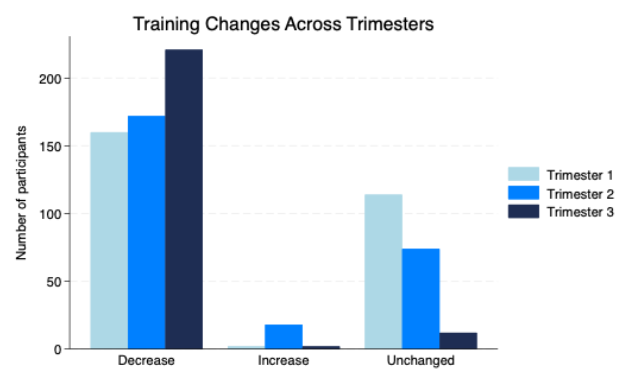 Training Changes Across Trimesters
Number of participants
200
150
100
50
0
Decrease
Increase
Unchanged
Trimester 1
Trimester 2
Trimester 3